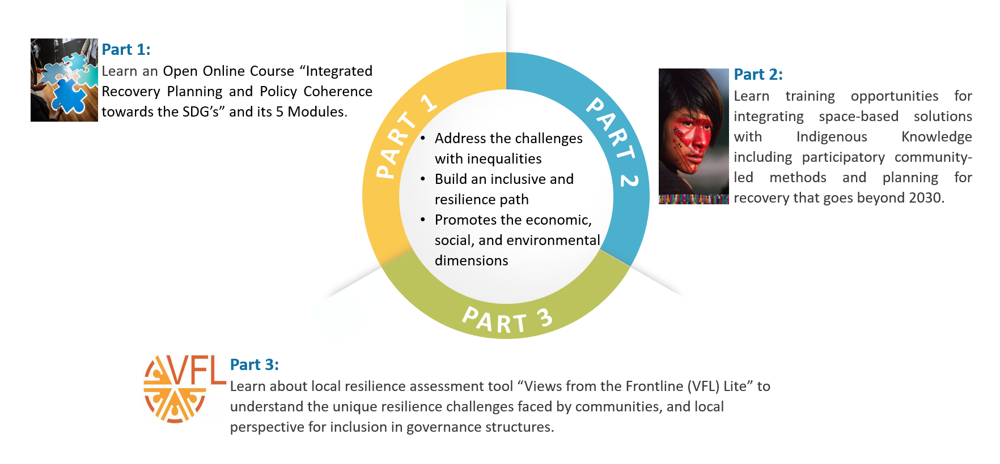 Part 1:
Learn an Open Online Course “Integrated
Recovery Planning and Policy Coherence
towards the SDG’s” and its 5 Modules.
PART 1
PART 2
• Address the challenges
with inequalities
• Build an inclusive and
resilience path
• Promotes the economic,
social, and environmental
dimensions
PART 3
Part 2:
Learn training opportunities for
integrating space-based solutions
with Indigenous Knowledge
including participatory community-
led methods and planning for
recovery that goes beyond 2030.
VFL
Part 3:
Learn about local resilience assessment tool “Views from the Frontline (VFL) Lite” to
understand the unique resilience challenges faced by communities, and local
perspective for inclusion in governance structures.